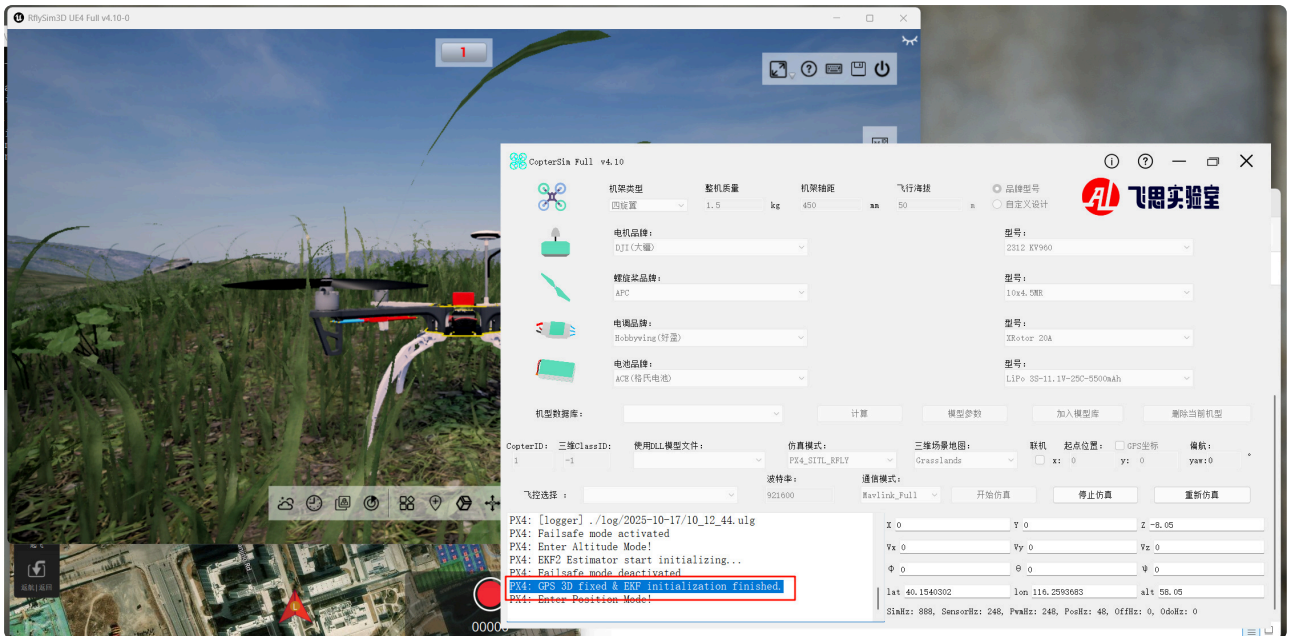 RflySim3D UE4 Full v4.10-0
1
CopterSim Full v4.10
机架类型 整机质量 机架轴距 飞行海拔 品牌型号
四旋翼 1.5 kg 450 mm 50 m 自定义设计
飞思实验室
电机品牌： 型号：
DJI(大疆) 2312 KV960
螺旋桨品牌： 型号：
APC 10x4.5MR
电调品牌： 型号：
Hobbywing(好盈) XRotor 20A
电池品牌： 型号：
ACE(格氏电池) LiPo 3S-11.1V-25C-5500mAh
机型数据库： 计算 模型参数 加入模型库 删除当前机型
CopterID: 三维ClassID: 使用DLL模型文件： 仿真模式： 三维场景地图： 联机 起点位置： GPS坐标 偏航：
1 -1 PX4_SITL_RFLY Grasslands x: 0 y: 0 yaw:0 °
波特率： 通信模式：
飞控选择 ： 921600 Mavlink_Full 开始仿真 停止仿真 重新仿真
PX4: [logger] ./log/2025-10-17/10_12_44.ulg
PX4: Failsafe mode activated
PX4: Enter Altitude Mode!
PX4: EKF2 Estimator start initializing...
PX4: Failsafe mode deactivated
PX4: GPS 3D fixed & EKF initialization finished.
PX4: Enter Position Mode!
X 0 Y 0 Z -8.05
Vx 0 Vy 0 Vz 0
Φ 0 Θ 0 Ψ 0
lat 40.1540302 lon 116.2593683 alt 58.05
SimHz: 888, SensorHz: 248, PwmHz: 248, PosHz: 48, OffHz: 0, OdoHz: 0
返航|返回
0000